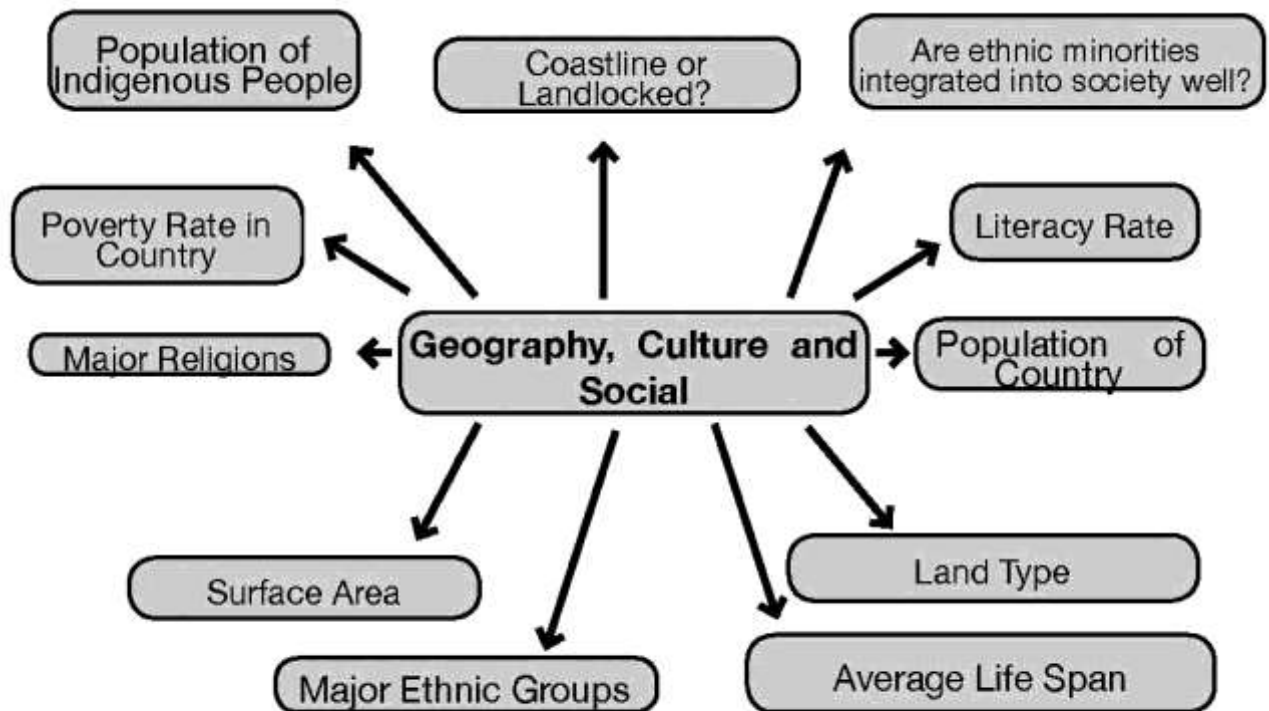 Population of
Indigenous People
Coastline or
Landlocked?
Are ethnic minorities
integrated into society well?
Poverty Rate in
Country
Literacy Rate
Major Religions
Geography, Culture and
Social
Population of
Country
Surface Area
Land Type
Major Ethnic Groups
Average Life Span